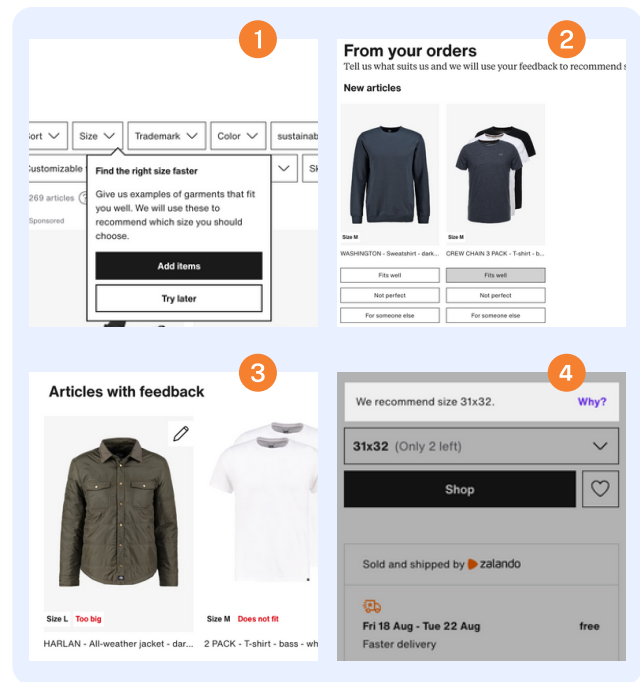 1
ort
Size
Trademark
Color
sustainab
Customizable
Find the right size faster
269 articles
Give us examples of garments that fit
you well. We will use these to
recommend which size you should
choose.
Sponsored
Add items
Try later
2
From your orders
Tell us what suits us and we will use your feedback to recommend s
New articles
Size M
Size M
WASHINGTON - Sweatshirt - dark...
CREW CHAIN 3 PACK - T-shirt - b...
Fits well
Fits well
Not perfect
Not perfect
For someone else
For someone else
3
Articles with feedback
Size L Too big
Size M Does not fit
HARLAN - All-weather jacket - dar...
2 PACK - T-shirt - bass - wh
4
We recommend size 31x32. Why?
31x32 (Only 2 left)
Shop
Sold and shipped by zalando
Fri 18 Aug - Tue 22 Aug free
Faster delivery